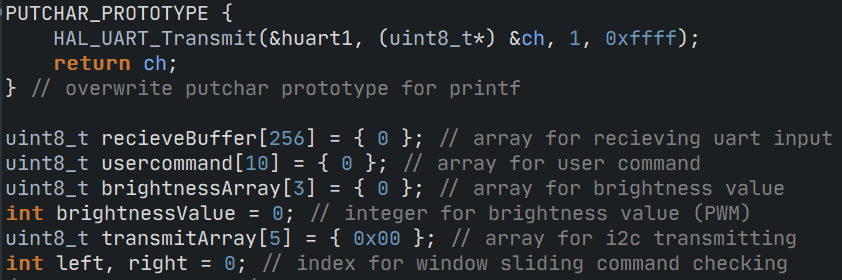 PUTCHAR_PROTOTYPE {
    HAL_UART_Transmit(&huart1, (uint8_t*) &ch, 1, 0xffff);
    return ch;
} // overwrite putchar prototype for printf

uint8_t recieveBuffer[256] = { 0 }; // array for recieving uart input
uint8_t usercommand[10] = { 0 }; // array for user command
uint8_t brightnessArray[3] = { 0 }; // array for brightness value
int brightnessValue = 0; // integer for brightness value (PWM)
uint8_t transmitArray[5] = { 0x00 }; // array for i2c transmitting
int left, right = 0; // index for window sliding command checking